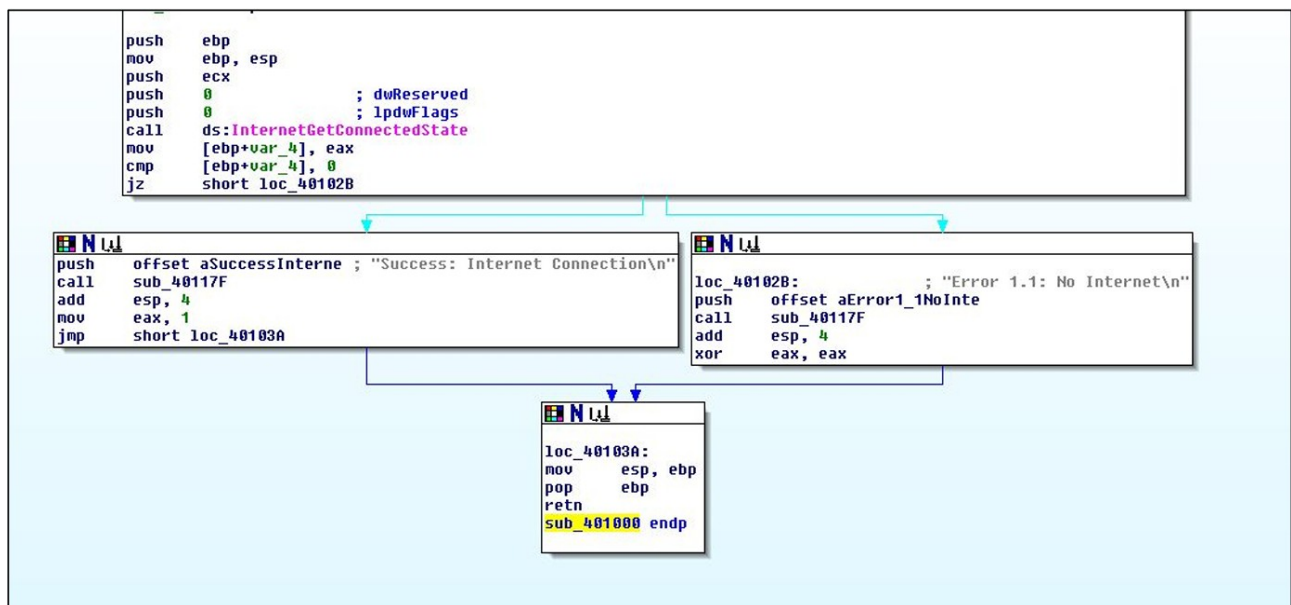 push ebp
mov ebp, esp
push ecx
push 0 ; dwReserved
push 0 ; lpdwFlags
call ds:InternetGetConnectedState
mov [ebp+var_4], eax
cmp [ebp+var_4], 0
jz short loc_40102B
N
push offset aSuccessInterne ; "Success: Internet Connection\n"
call sub_40117F
add esp, 4
mov eax, 1
jmp short loc_40103A
N
loc_40102B: ; "Error 1.1: No Internet\n"
push offset aError1_1NoInte
call sub_40117F
add esp, 4
xor eax, eax
N
loc_40103A:
mov esp, ebp
pop ebp
retn
sub_401000 endp